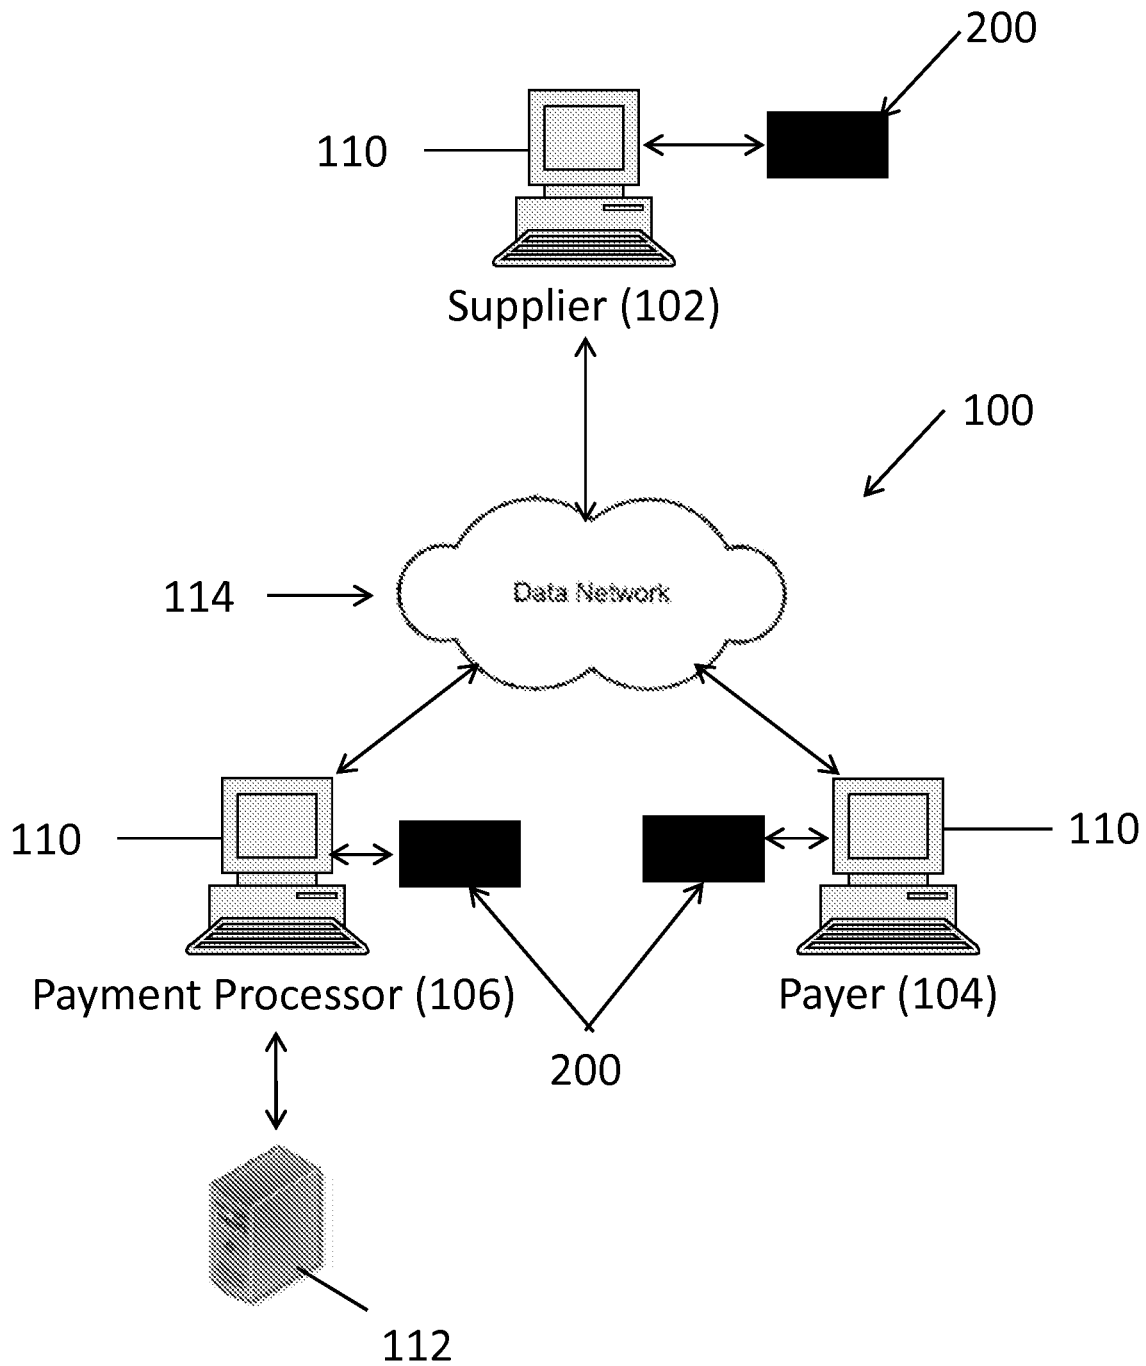 200
110
Supplier (102)
100
114
Data Network
110
110
Payment Processor (106)
Payer (104)
200
112